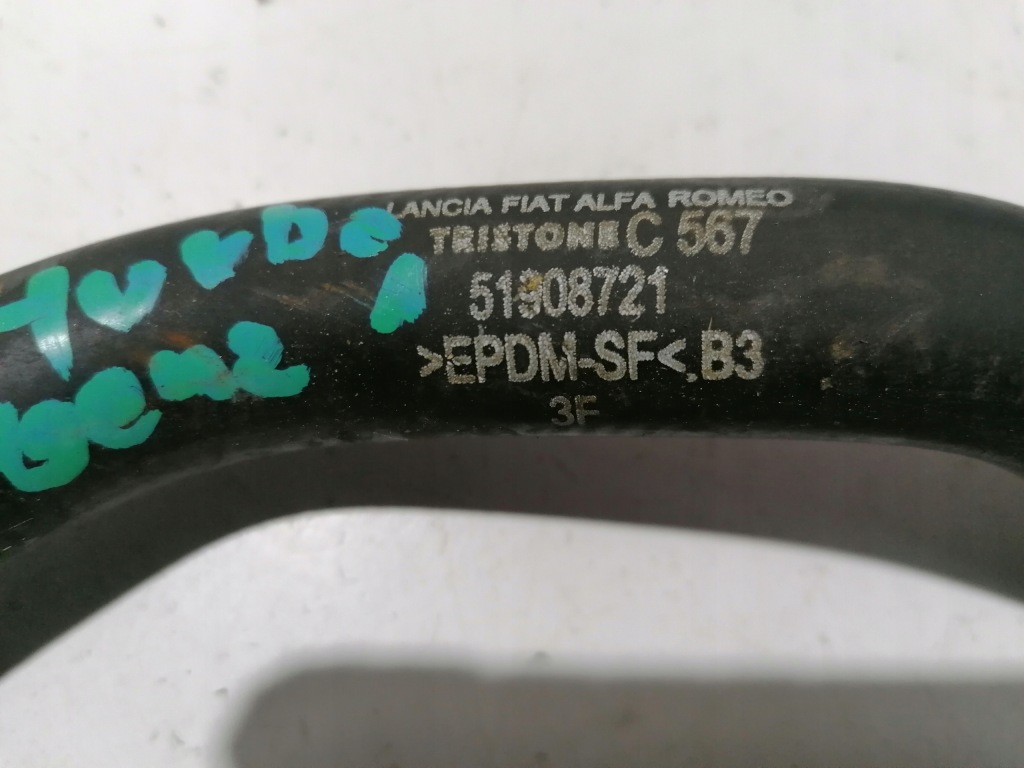 LANCIA FIAT ALFA ROMEO
TRISTONE C 567
51908721
>EPDM-SF< B3
3F